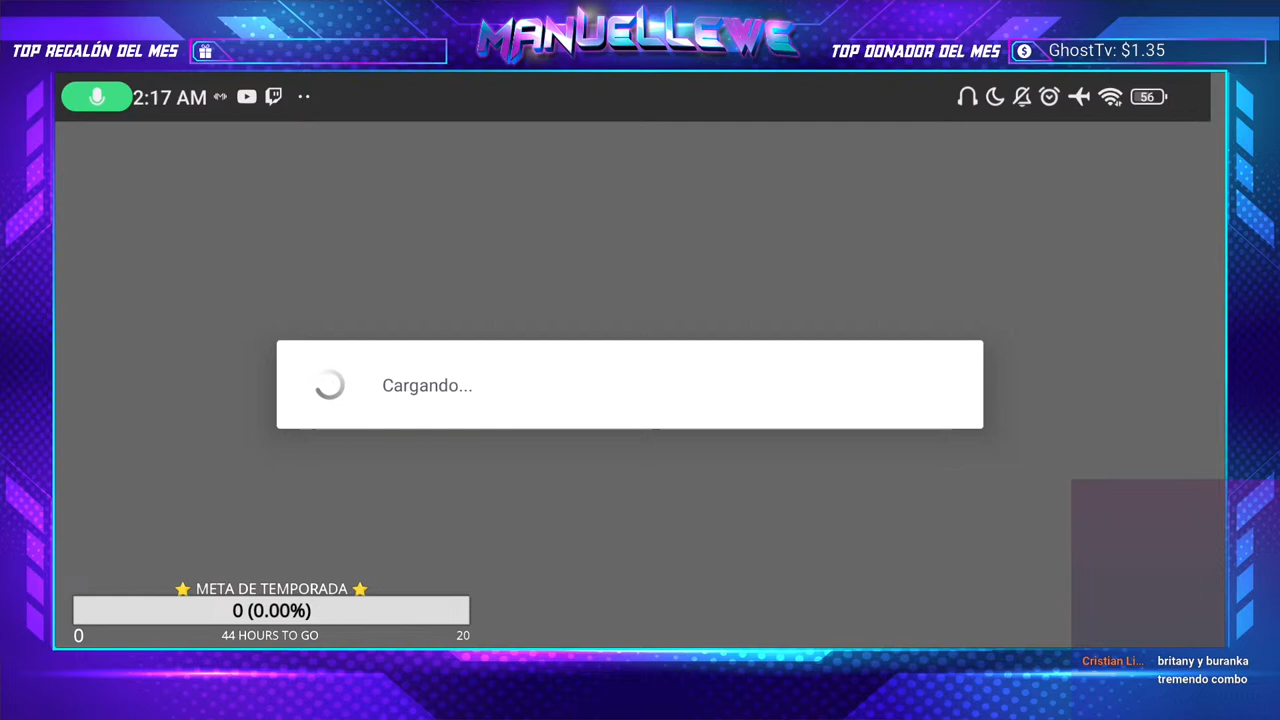 TOP REGALÓN DEL MES
MANUELLEWE
TOP DONADOR DEL MES
GhostTv: $1.35
2:17 AM
56
Cargando...
⭐ META DE TEMPORADA ⭐
0 (0.00%)
0
44 HOURS TO GO
20
Cristian Li...
britany y buranka
tremendo combo